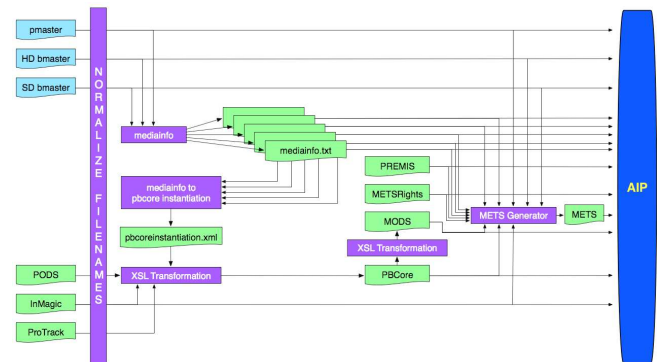 pmaster
HD bmaster
SD bmaster
NORMALIZE FILENAMES
mediainfo
mediainfo.txt
mediainfo to
pbcore instantiation
pbcoreinstantiation.xml
PREMIS
METSRights
MODS
METS Generator
METS
AIP
XSL Transformation
PODS
XSL Transformation
PBCore
InMagic
ProTrack